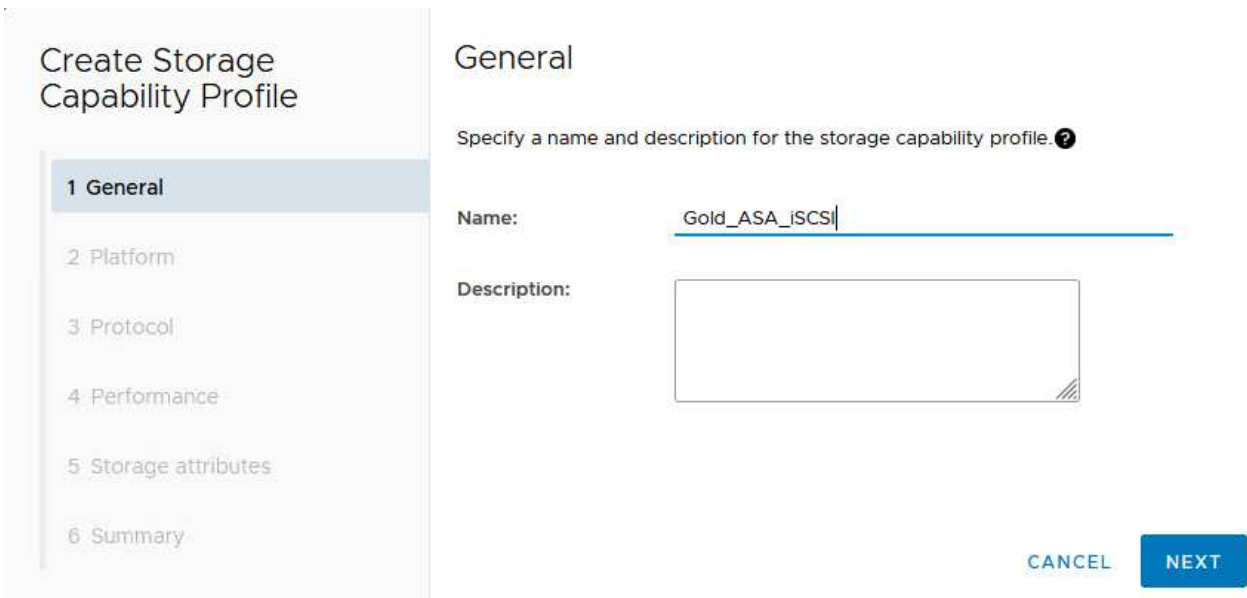 Create Storage
Capability Profile
1 General
2 Platform
3 Protocol
4 Performance
5 Storage attributes
6 Summary
General
Specify a name and description for the storage capability profile.
Name: Gold_ASA_iSCSI
Description:
CANCEL NEXT